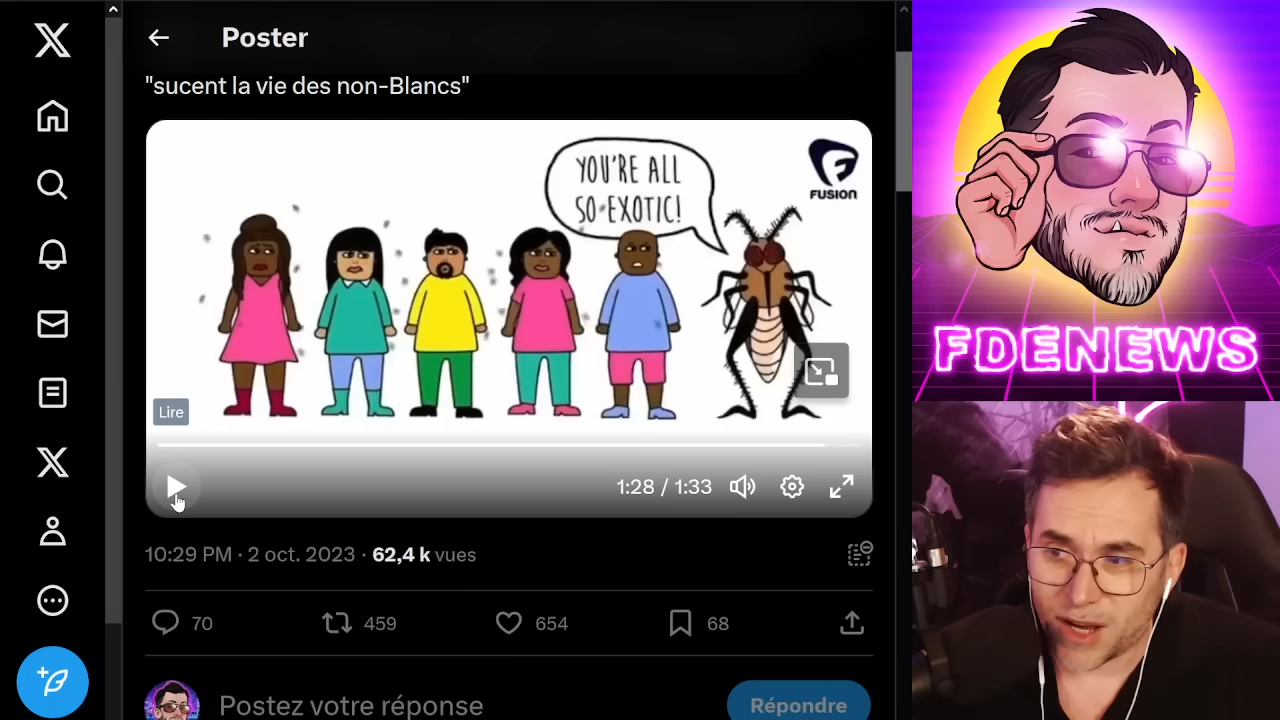 Poster
"sucent la vie des non-Blancs"
YOU'RE ALL
SO EXOTIC!
FUSION
Lire
1:28 / 1:33
10:29 PM · 2 oct. 2023 · 62,4 k vues
70
459
654
68
Postez votre réponse
Répondre
FDENEWS